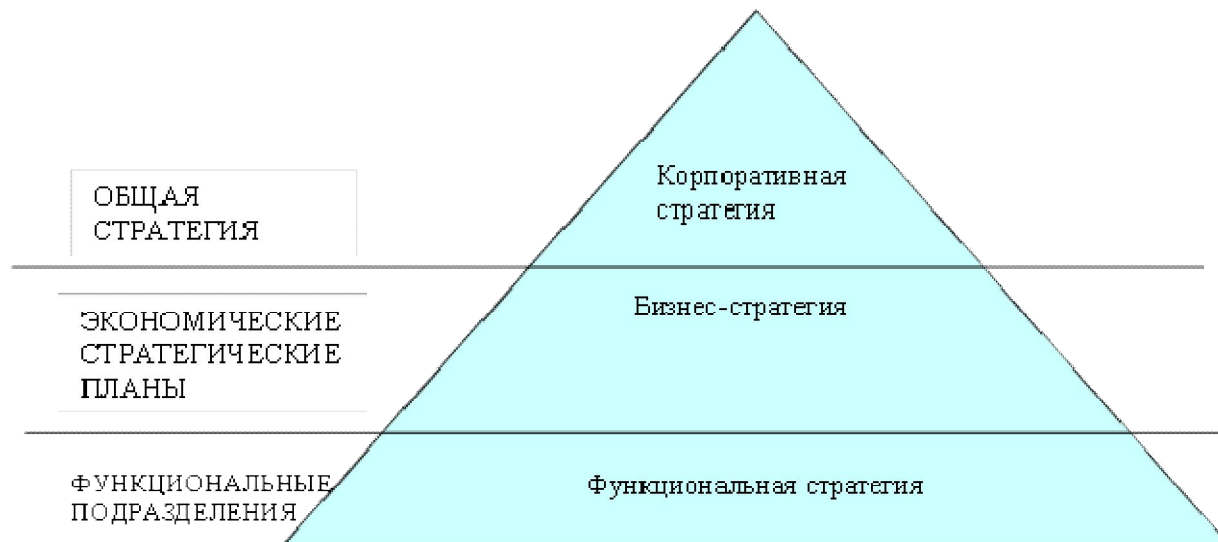 ОБЩАЯ
СТРАТЕГИЯ
Корпоративная
стратегия
ЭКОНОМИЧЕСКИЕ
СТРАТЕГИЧЕСКИЕ
ПЛАНЫ
Бизнес-стратегия
ФУНКЦИОНАЛЬНЫЕ
ПОДРАЗДЕЛЕНИЯ
Функциональная стратегия